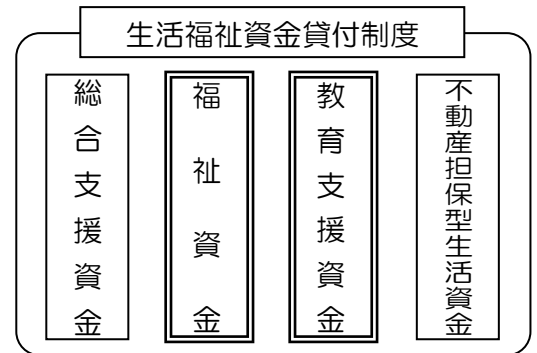 生活福祉資金貸付制度
総合支援資金
福祉資金
教育支援資金
不動産担保型生活資金